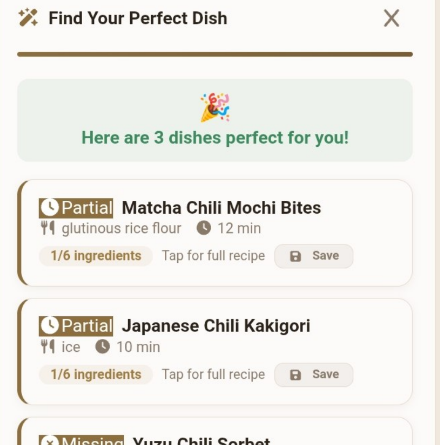 Find Your Perfect Dish
Here are 3 dishes perfect for you!
Partial Matcha Chili Mochi Bites
glutinous rice flour 12 min
1/6 ingredients Tap for full recipe Save
Partial Japanese Chili Kakigori
ice 10 min
1/6 ingredients Tap for full recipe Save
Missing Yuzu Chili Sorbet